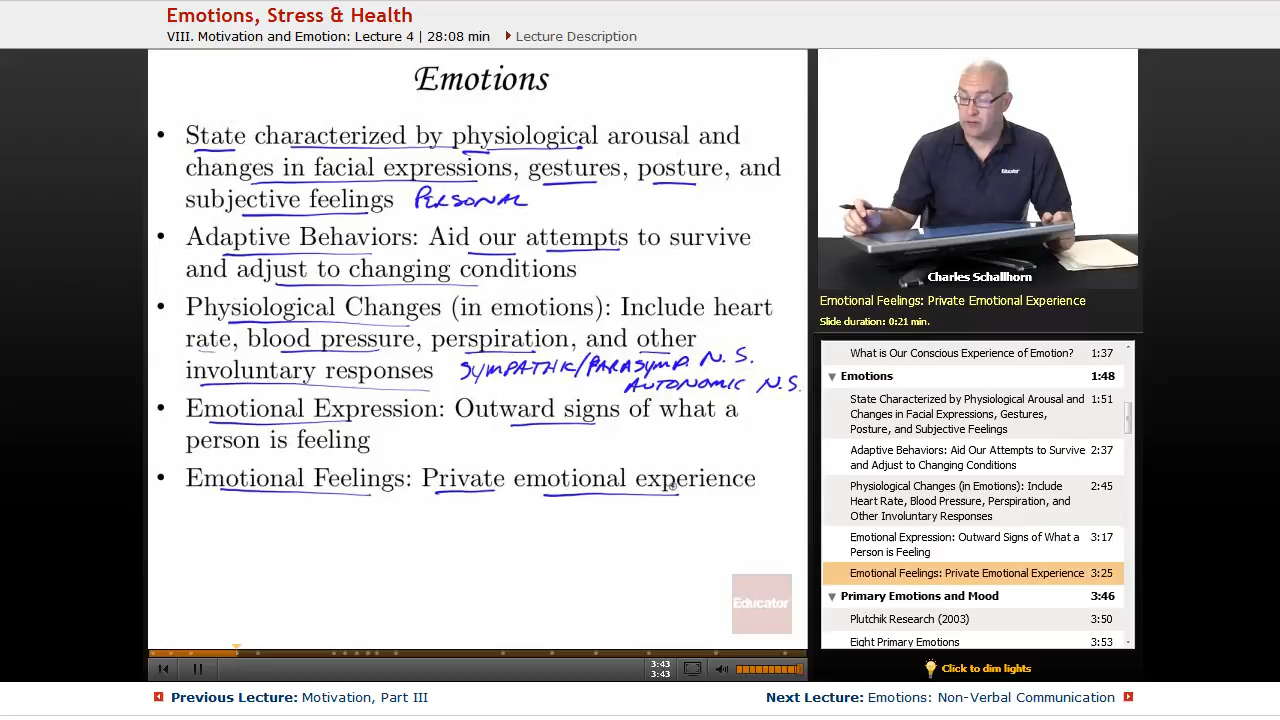 Emotions, Stress & Health
VIII. Motivation and Emotion: Lecture 4 | 28:08 min
Lecture Description
Emotions
• State characterized by physiological arousal and
changes in facial expressions, gestures, posture, and
subjective feelings PERSONAL
• Adaptive Behaviors: Aid our attempts to survive
and adjust to changing conditions
• Physiological Changes (in emotions): Include heart
rate, blood pressure, perspiration, and other
involuntary responses SYMPATHIC/PARASYMP. N. S.
AUTONOMIC N.S.
• Emotional Expression: Outward signs of what a
person is feeling
• Emotional Feelings: Private emotional experience
Educator
3:43
3:43
Educator
Charles Schallhorn
Emotional Feelings: Private Emotional Experience
Slide duration: 0:21 min.
What is Our Conscious Experience of Emotion? 1:37
Emotions 1:48
State Characterized by Physiological Arousal and 1:51
Changes in Facial Expressions, Gestures,
Posture, and Subjective Feelings
Adaptive Behaviors: Aid Our Attempts to Survive 2:37
and Adjust to Changing Conditions
Physiological Changes (in Emotions): Include 2:45
Heart Rate, Blood Pressure, Perspiration, and
Other Involuntary Responses
Emotional Expression: Outward Signs of What a 3:17
Person is Feeling
Emotional Feelings: Private Emotional Experience 3:25
Primary Emotions and Mood 3:46
Plutchik Research (2003) 3:50
Eight Primary Emotions 3:53
Click to dim lights
Previous Lecture: Motivation, Part III
Next Lecture: Emotions: Non-Verbal Communication